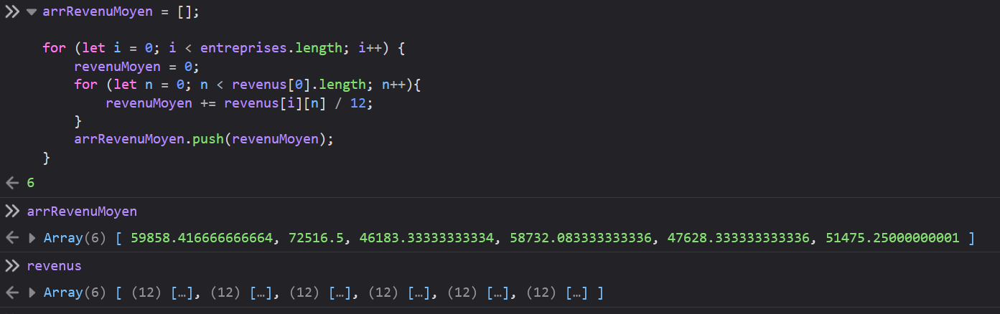 arrRevenuMoyen = [];
for (let i = 0; i < entreprises.length; i++) {
revenuMoyen = 0;
for (let n = 0; n < revenus[0].length; n++){
revenuMoyen += revenus[i][n] / 12;
}
arrRevenuMoyen.push(revenuMoyen);
}
6
arrRevenuMoyen
Array(6) [ 59858.416666666664, 72516.5, 46183.33333333334, 58732.083333333336, 47628.333333333336, 51475.25000000001 ]
revenus
Array(6) [ (12) […], (12) […], (12) […], (12) […], (12) […], (12) […] ]